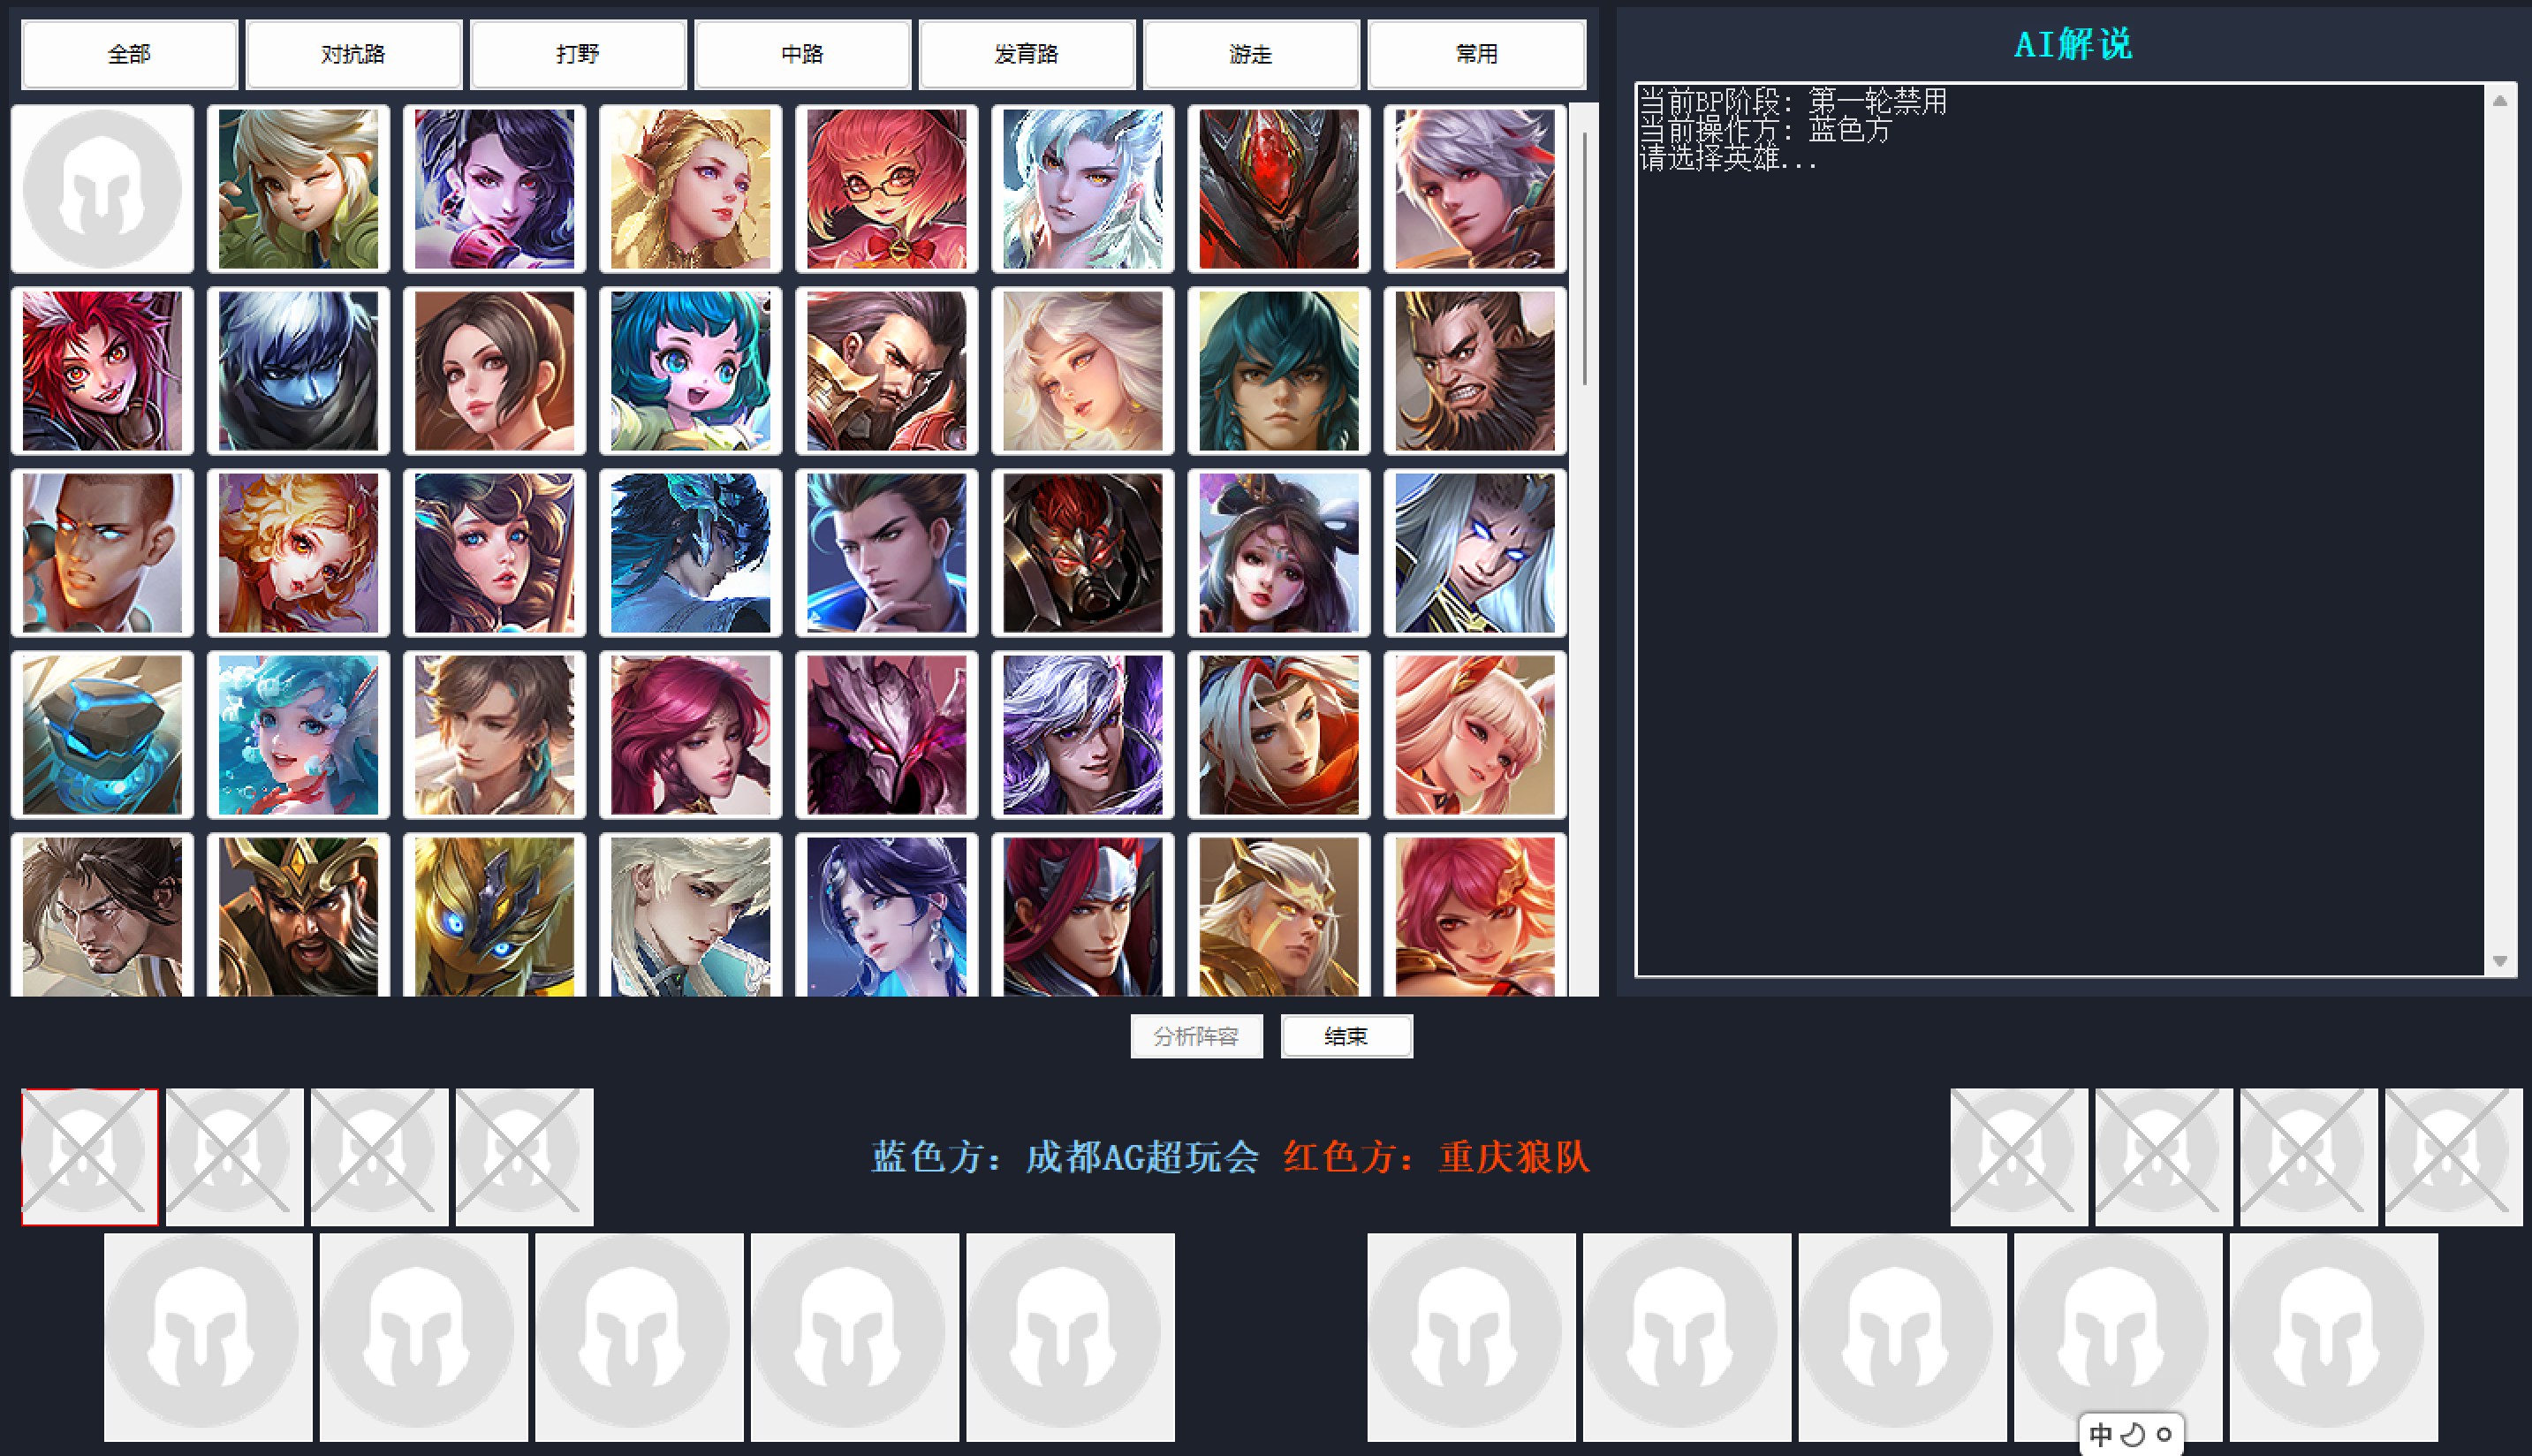 全部
对抗路
打野
中路
发育路
游走
常用
AI解说
当前BP阶段: 第一轮禁用
当前操作方: 蓝色方
请选择英雄...
分析阵容
结束
蓝色方: 成都AG超玩会 红色方: 重庆狼队
中